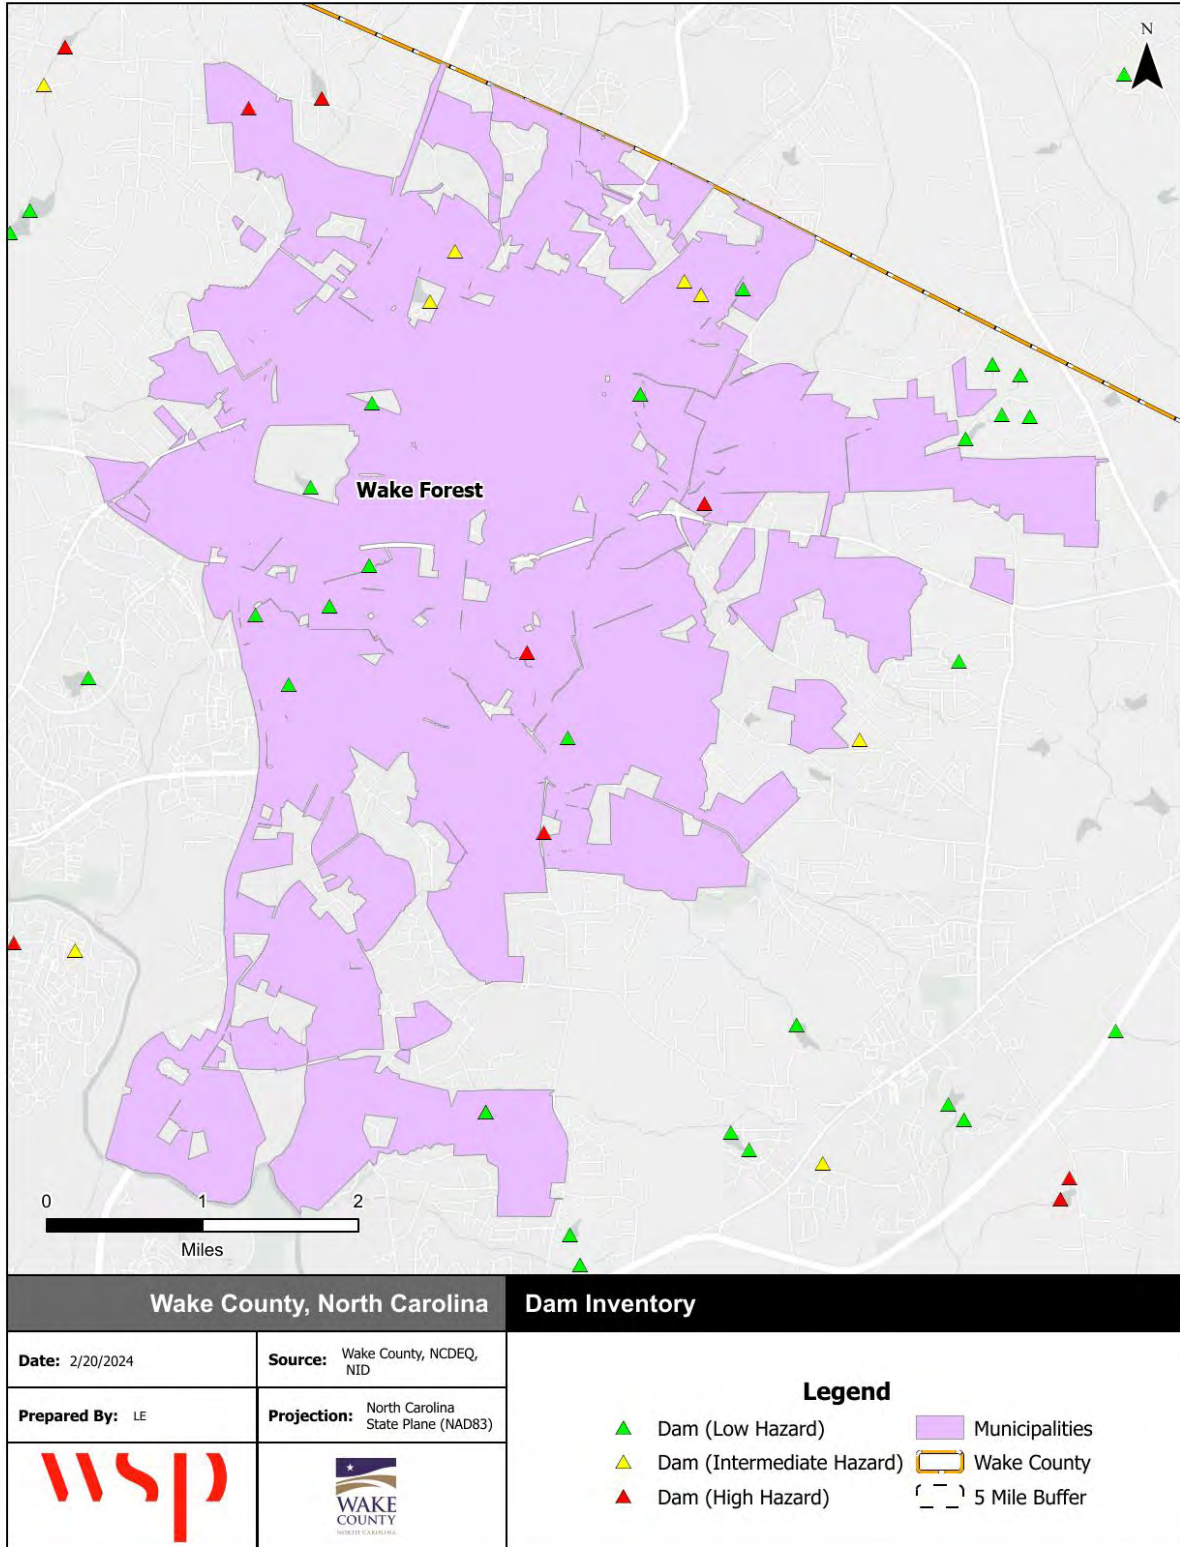 N
Wake Forest
0 1 2
Miles
Wake County, North Carolina
Dam Inventory
Date: 2/20/2024
Source: Wake County, NCDEQ,
NID
Prepared By: LE
Projection: North Carolina
State Plane (NAD83)
wsp
WAKE
COUNTY
NORTH CAROLINA
Legend
Dam (Low Hazard)
Municipalities
Dam (Intermediate Hazard)
Wake County
Dam (High Hazard)
5 Mile Buffer